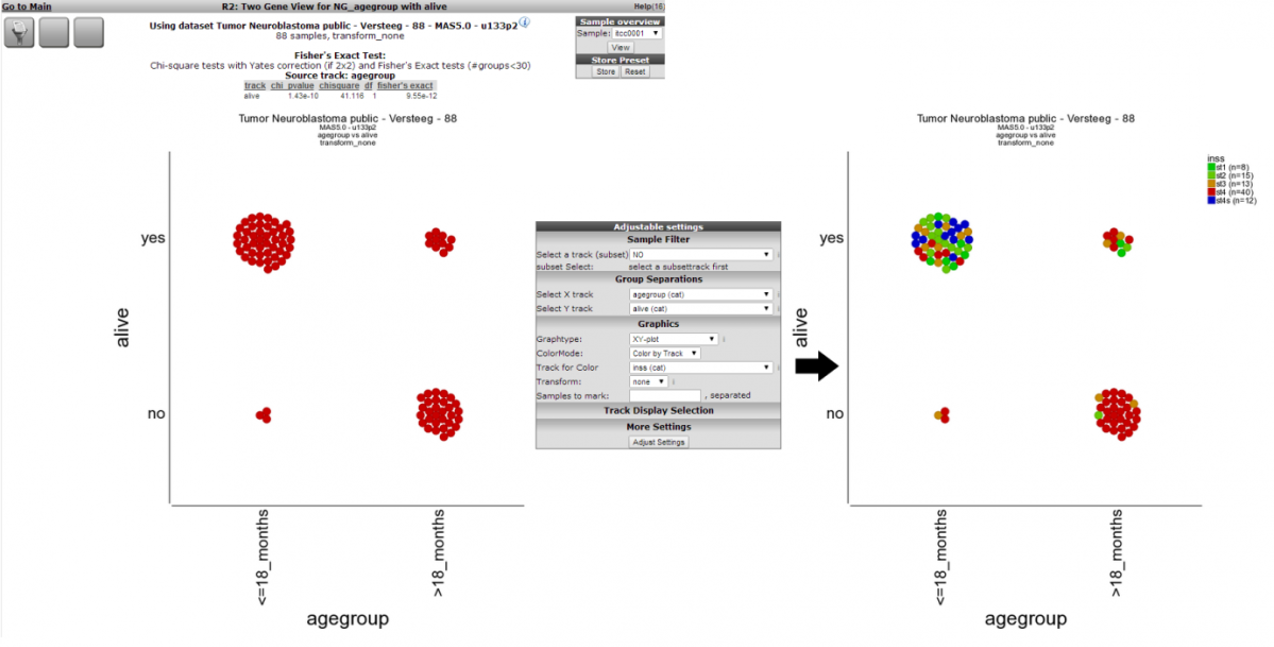 Go to Main
R2: Two Gene View for NG_agegroup with alive
Help(16)
Using dataset Tumor Neuroblastoma public - Versteeg - 88 - MAS5.0 - u133p2
88 samples, transform_none
Fisher's Exact Test:
Chi-square tests with Yates correction (if 2x2) and Fisher's Exact tests (#groups<30)
Source track: agegroup
track chi_pvalue chisquare df fisher's exact
alive 1.43e-10 41.116 1 9.55e-12
Sample overview
Sample: itcc0001
View
Store Preset
Store Reset
Tumor Neuroblastoma public - Versteeg - 88
MAS5.0 - u133p2
agegroup vs alive
transform_none
yes
no
alive
<=18_months
>18_months
agegroup
Adjustable settings
Sample Filter
Select a track (subset) NO
subset Select: select a subsettrack first
Group Separations
Select X track agegroup (cat)
Select Y track alive (cat)
Graphics
Graphtype: XY-plot
ColorMode: Color by Track
Track for Color inss (cat)
Transform: none
Samples to mark: , separated
Track Display Selection
More Settings
Adjust Settings
Tumor Neuroblastoma public - Versteeg - 88
MAS5.0 - u133p2
agegroup vs alive
transform_none
inss
st1 (n=8)
st2 (n=15)
st3 (n=13)
st4 (n=40)
st4s (n=12)
yes
no
alive
<=18_months
>18_months
agegroup